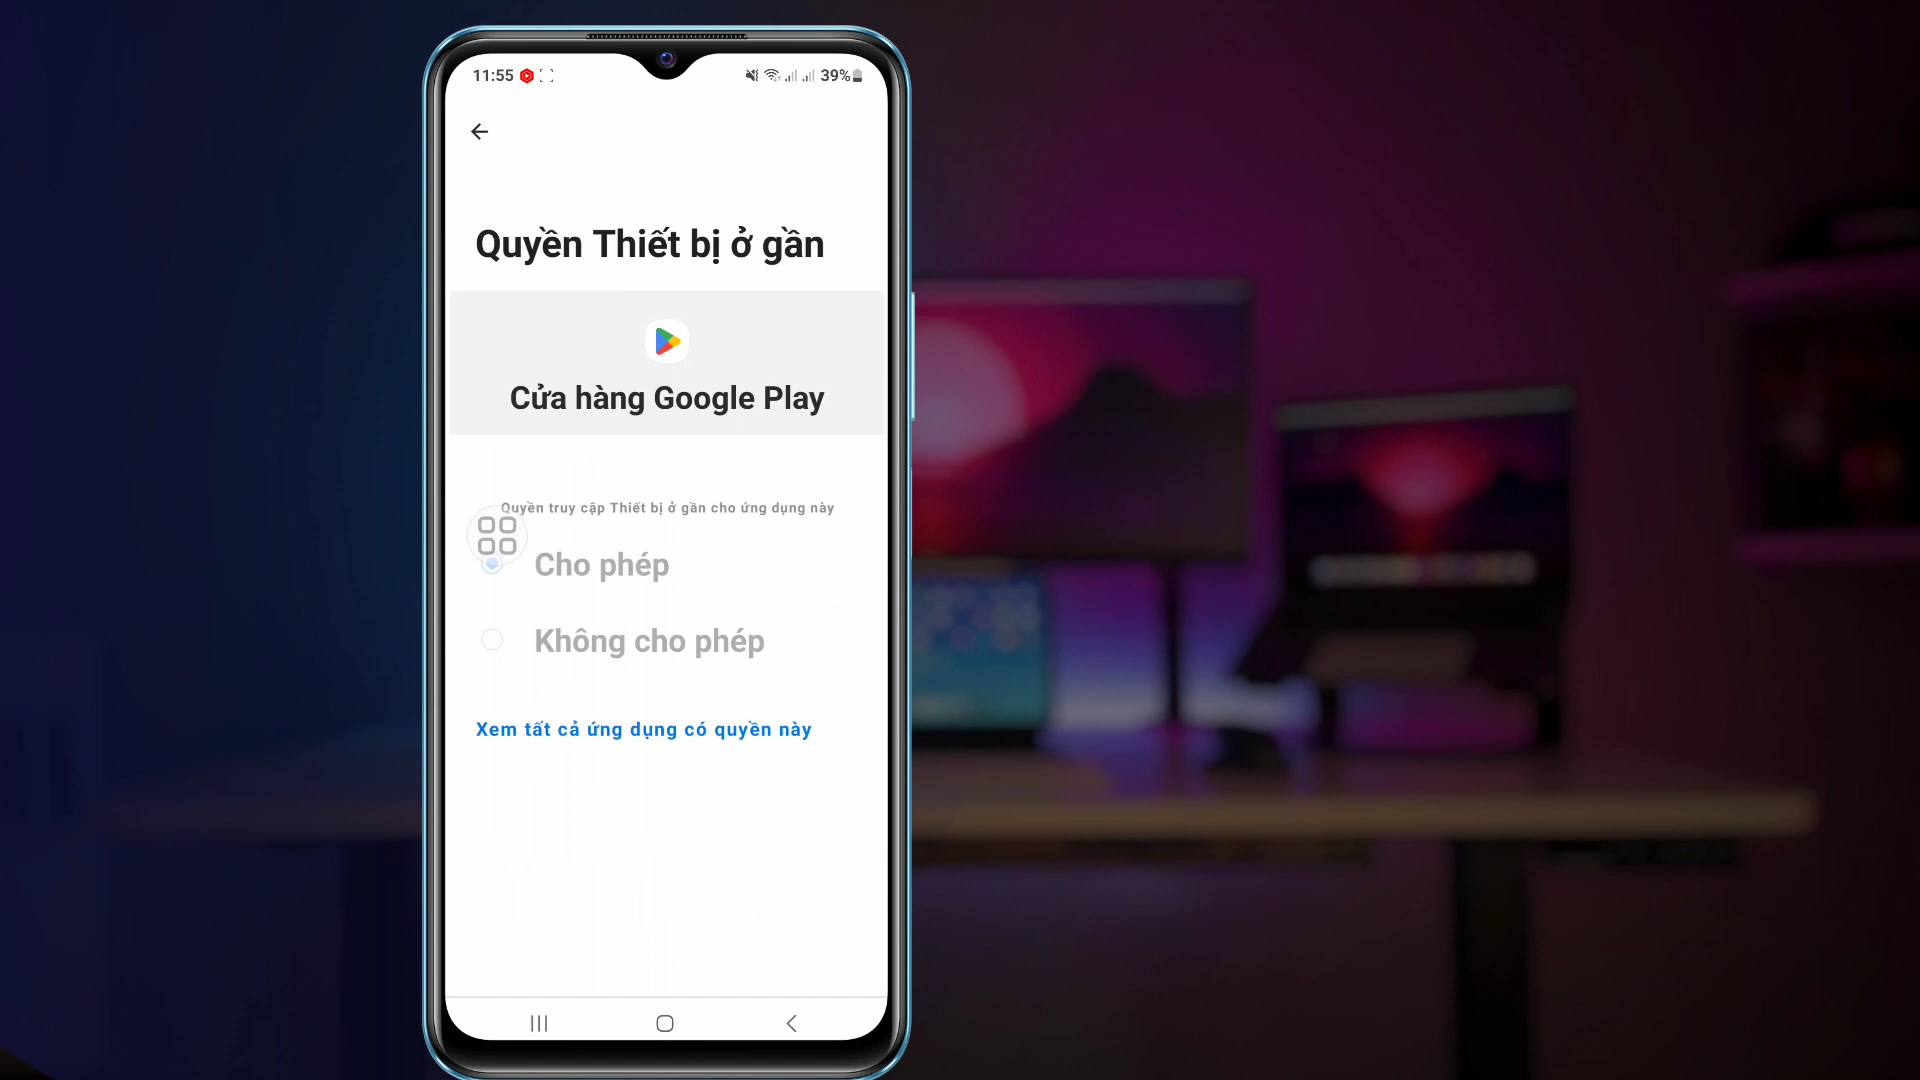 11:55
39%
Quyền Thiết bị ở gần
Cửa hàng Google Play
Quyền truy cập Thiết bị ở gần cho ứng dụng này
Cho phép
Không cho phép
Xem tất cả ứng dụng có quyền này